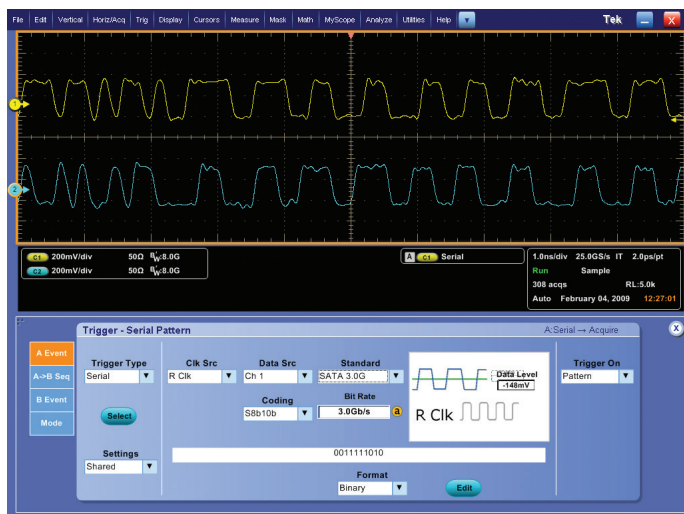 File Edit Vertical Horiz/Acq Trig Display Cursors Measure Mask Math MyScope Analyze Utilities Help Tek X
1
2
C1 200mV/div 50Ω BW:8.0G
C2 200mV/div 50Ω BW:8.0G
A C1 Serial
1.0ns/div 25.0GS/s IT 2.0ps/pt
Run Sample
308 acqs RL:5.0k
Auto February 04, 2009 12:27:01
Trigger - Serial Pattern A:Serial → Acquire X
A Event
A->B Seq
B Event
Mode
Trigger Type
Serial
Select
Settings
Shared
Clk Src
R Clk
Data Src
Ch 1
Standard
SATA 3.0G
Coding
S8b10b
Bit Rate
3.0Gb/s a
Data Level
-148mV
R Clk
Trigger On
Pattern
0011111010
Format
Binary
Edit